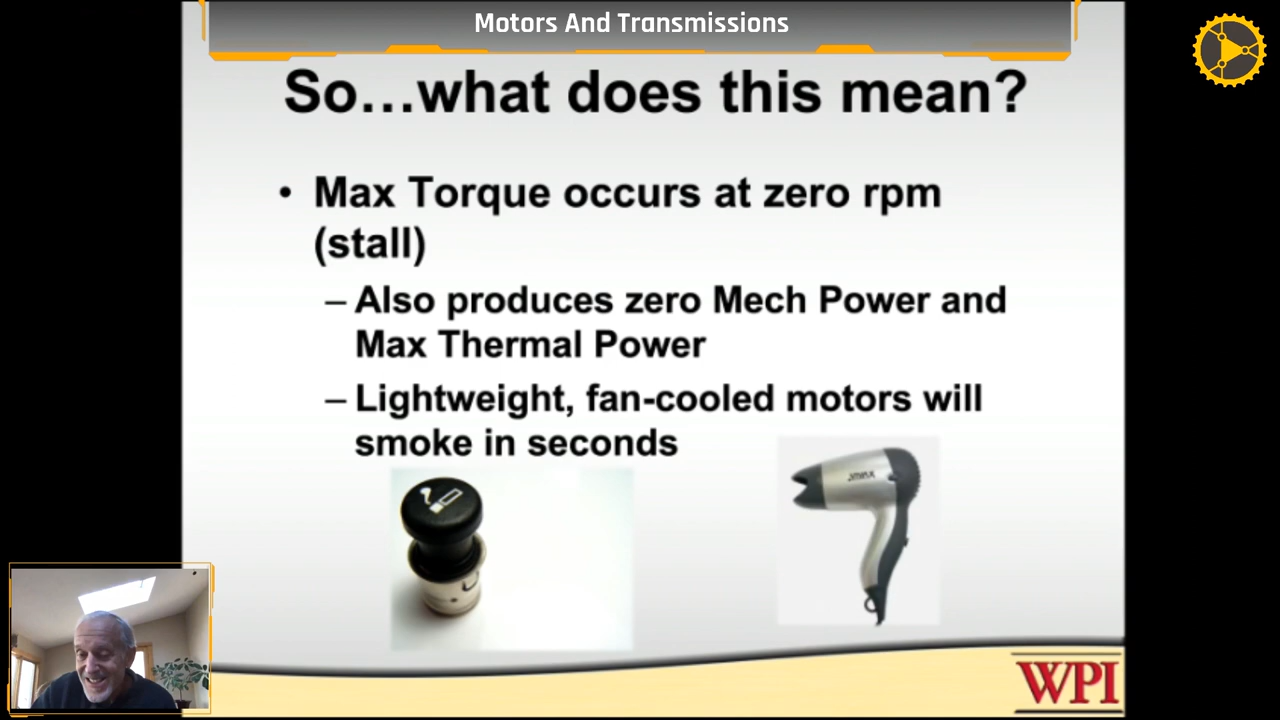 Motors And Transmissions
So…what does this mean?
• Max Torque occurs at zero rpm
(stall)
– Also produces zero Mech Power and
Max Thermal Power
– Lightweight, fan-cooled motors will
smoke in seconds
WPI